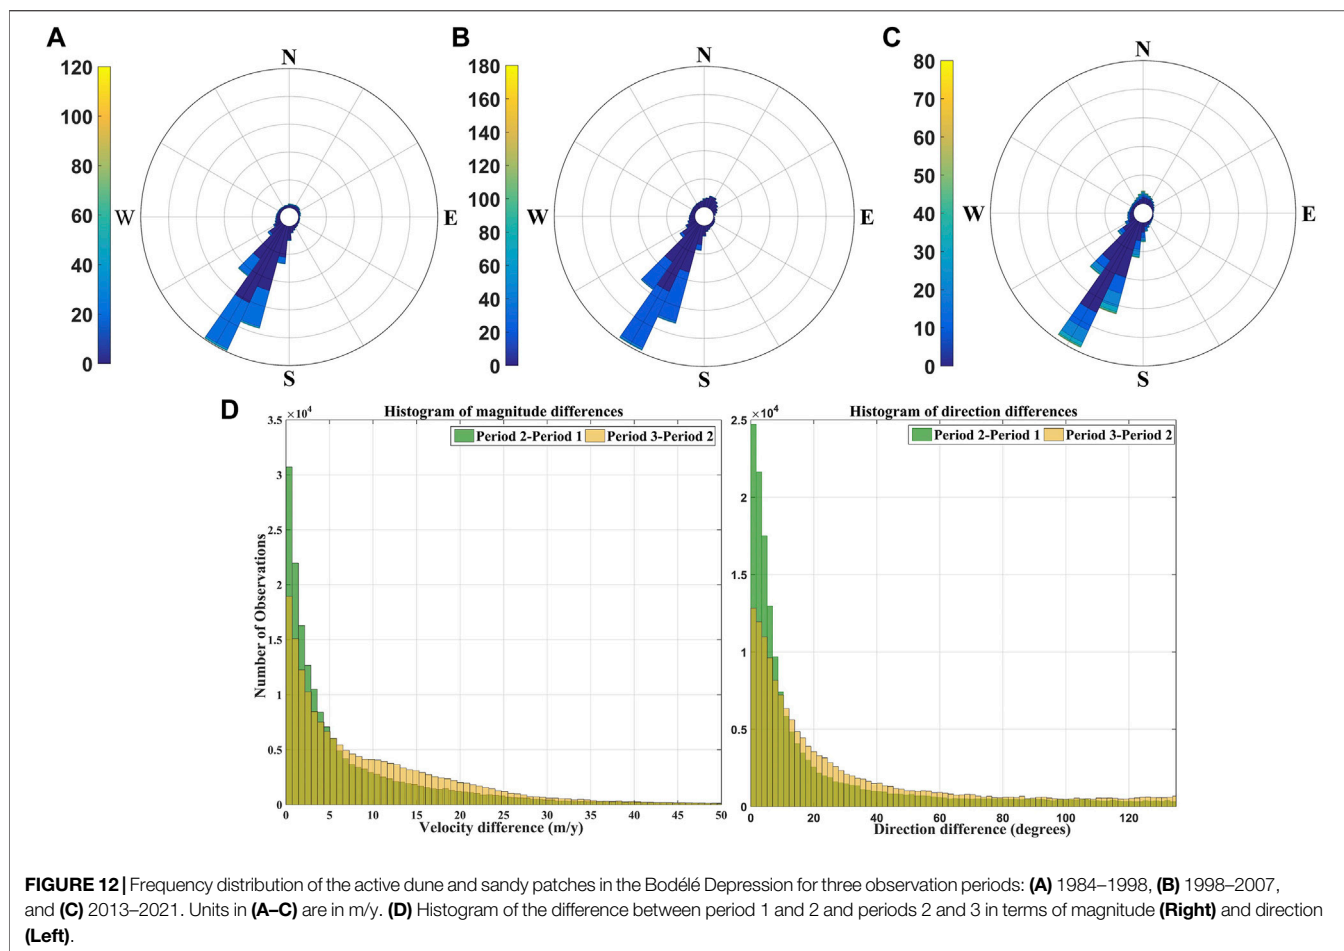 A
B
C
120
100
80
60
40
20
0
N
W
E
S
180
160
140
120
100
80
60
40
20
0
N
W
E
S
80
70
60
50
40
30
20
10
0
N
W
E
S
D
Histogram of magnitude differences
×10⁴
3.5
3
2.5
2
1.5
1
0.5
0
Number of Observations
Period 2-Period 1
Period 3-Period 2
0 5 10 15 20 25 30 35 40 45 50
Velocity difference (m/y)
Histogram of direction differences
×10⁴
2.5
2
1.5
1
0.5
0
Period 2-Period 1
Period 3-Period 2
0 20 40 60 80 100 120
Direction difference (degrees)
FIGURE 12 | Frequency distribution of the active dune and sandy patches in the Bodélé Depression for three observation periods: (A) 1984–1998, (B) 1998–2007,
and (C) 2013–2021. Units in (A–C) are in m/y. (D) Histogram of the difference between period 1 and 2 and periods 2 and 3 in terms of magnitude (Right) and direction
(Left).